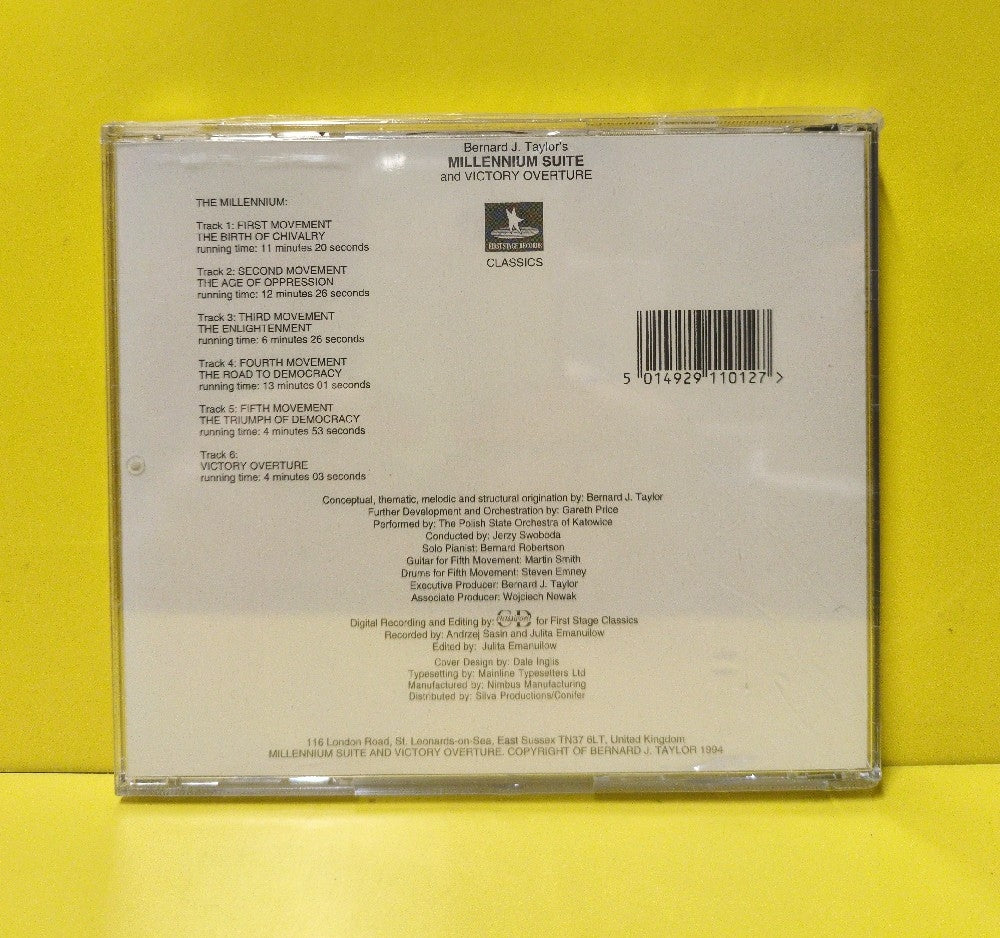 Bernard J. Taylor's
MILLENNIUM SUITE
and VICTORY OVERTURE
THE MILLENNIUM:
Track 1: FIRST MOVEMENT
THE BIRTH OF CHIVALRY
running time: 11 minutes 20 seconds
Track 2: SECOND MOVEMENT
THE AGE OF OPPRESSION
running time: 12 minutes 26 seconds
Track 3: THIRD MOVEMENT
THE ENLIGHTENMENT
running time: 6 minutes 26 seconds
Track 4: FOURTH MOVEMENT
THE ROAD TO DEMOCRACY
running time: 13 minutes 01 seconds
Track 5: FIFTH MOVEMENT
THE TRIUMPH OF DEMOCRACY
running time: 4 minutes 53 seconds
Track 6:
VICTORY OVERTURE
running time: 4 minutes 03 seconds
FIRST STAGE RECORDS
CLASSICS
5 014929 110127 >
Conceptual, thematic, melodic and structural origination by: Bernard J. Taylor
Further Development and Orchestration by: Gareth Price
Performed by: The Polish State Orchestra of Katowice
Conducted by: Jerzy Swoboda
Solo Pianist: Bernard Robertson
Guitar for Fifth Movement: Martin Smith
Drums for Fifth Movement: Steven Emney
Executive Producer: Bernard J. Taylor
Associate Producer: Wojciech Nowak
Digital Recording and Editing by: CD for First Stage Classics
Recorded by: Andrzej Sasin and Julita Emanuilow
Edited by: Julita Emanuilow
Cover Design by: Dale Inglis
Typesetting by: Mainline Typesetters Ltd
Manufactured by: Nimbus Manufacturing
Distributed by: Silva Productions/Conifer
116 London Road, St. Leonards-on-Sea, East Sussex TN37 6LT, United Kingdom
MILLENNIUM SUITE AND VICTORY OVERTURE. COPYRIGHT OF BERNARD J. TAYLOR 1994